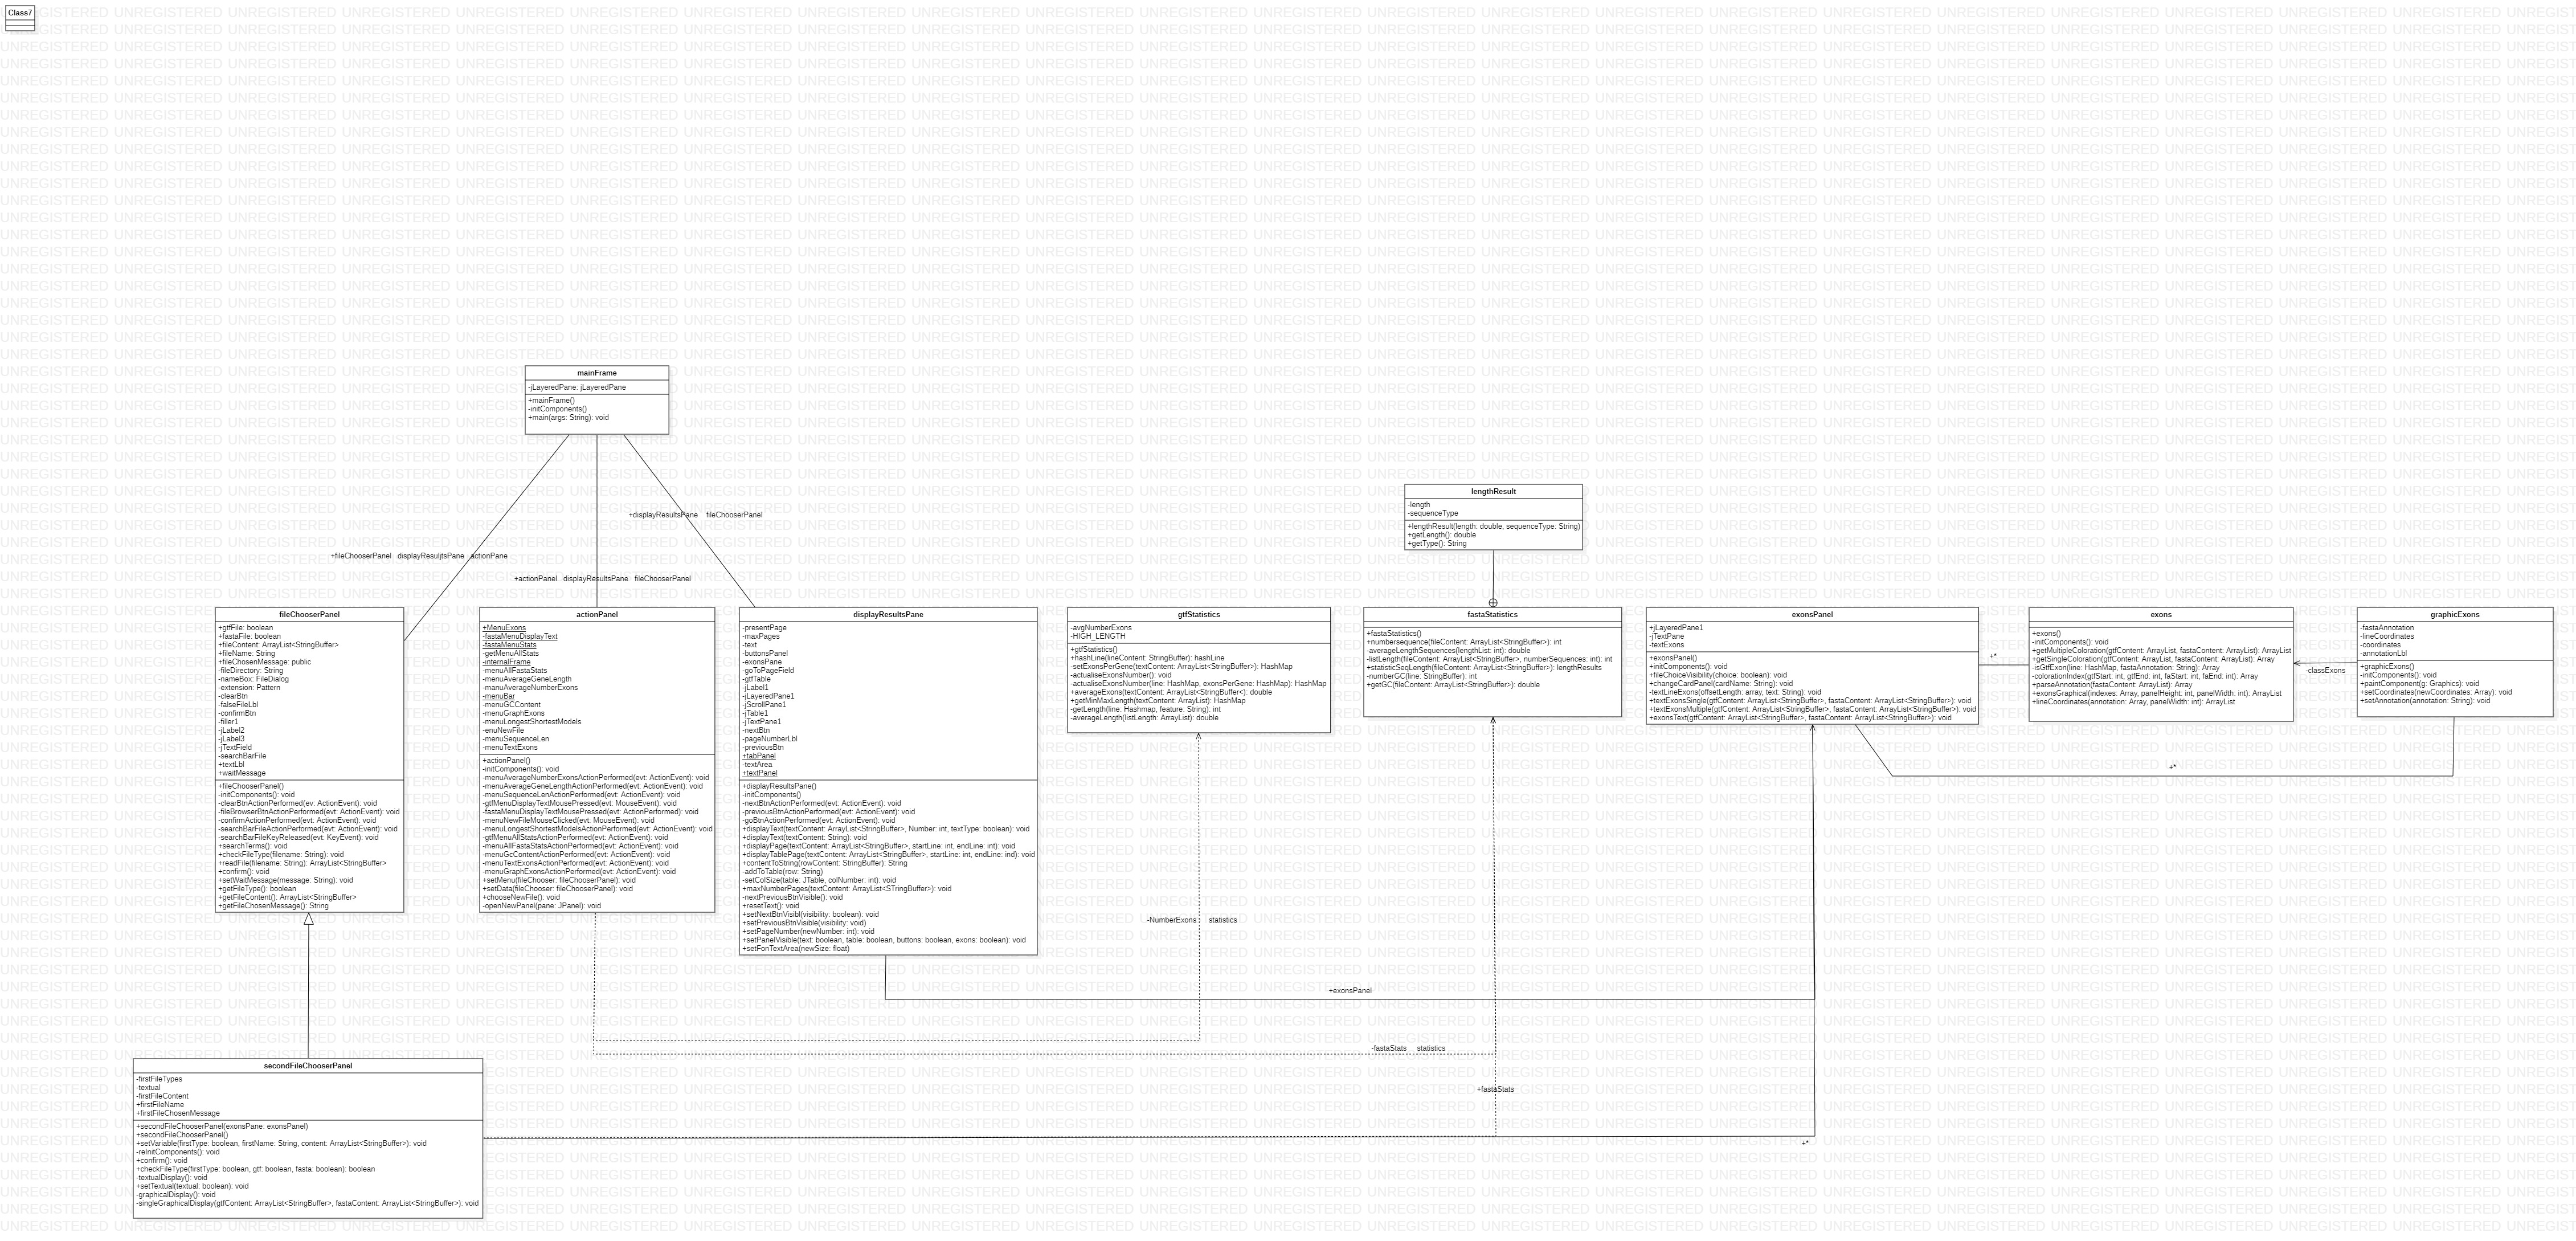 Class7
mainFrame
-jLayeredPane: jLayeredPane
+mainFrame()
-initComponents()
+main(args: String): void
+displayResultsPane fileChooserPanel
+fileChooserPanel displayResuljtsPane actionPane
+actionPanel displayResultsPane fileChooserPanel
lengthResult
-length
-sequenceType
+lengthResult(length: double, sequenceType: String)
+getLength(): double
+getType(): String
fileChooserPanel
+gtfFile: boolean
+fastaFile: boolean
+fileContent: ArrayList<StringBuffer>
+fileName: String
+fileChosenMessage: public
-fileDirectory: String
-nameBox: FileDialog
-extension: Pattern
-clearBtn
-falseFileLbl
-confirmBtn
-filler1
-jLabel2
-jLabel3
-jTextField
-searchBarFile
+textLbl
+waitMessage
+fileChooserPanel()
-initComponents(): void
-clearBtnActionPerformed(ev: ActionEvent): void
-fileBrowserBtnActionPerformed(evt: ActionEvent): void
-confirmActionPerformed(evt: ActionEvent): void
-searchBarFileActionPerformed(evt: ActionEvent): void
-searchBarFileKeyReleased(evt: KeyEvent): void
+searchTerms(): void
+checkFileType(filename: String): void
+readFile(filename: String): ArrayList<StringBuffer>
+confirm(): void
+setWaitMessage(message: String): void
+getFileType(): boolean
+getFileContent(): ArrayList<StringBuffer>
+getFileChosenMessage(): String
actionPanel
+MenuExons
-fastaMenuDisplayText
-fastaMenuStats
-getMenuAllStats
-internalFrame
-menuAllFastaStats
-menuAverageGeneLength
-manuAverageNumberExons
-menuBar
-menuGCContent
-menuGraphExons
-menuLongestShortestModels
-enuNewFile
-menuSequenceLen
-menuTextExons
+actionPanel()
-initComponents(): void
-menuAverageNumberExonsActionPerformed(evt: ActionEvent): void
-menuAverageGeneLengthActionPerformed(evt: ActionEvent): void
-menuSequenceLenActionPerformed(evt: ActionEvent): void
-gtfMenuDisplayTextMousePressed(evt: MouseEvent): void
-fastaMenuDisplayTextMousePressed(evt: ActionPerformed): void
-menuNewFileMouseClicked(evt: MouseEvent): void
-menuLongestShortestModelsActionPerformed(evt: ActionEvent): void
-gtfMenuAllStatsActionPerformed(evt: ActionEvent): void
-menuAllFastaStatsActionPerformed(evt: ActionEvent): void
-menuGcContentActionPerformed(evt: ActionEvent): void
-menuTextExonsActionPerformed(evt: ActionEvent): void
-menuGraphExonsActionPerformed(evt: ActionEvent): void
+setMenu(fileChooser: fileChooserPanel): void
+setData(fileChooser: fileChooserPanel): void
+chooseNewFile(): void
-openNewPanel(pane: JPanel): void
displayResultsPane
-presentPage
-maxPages
-text
-buttonsPanel
-exonsPane
-goToPageField
-gtfTable
-jLabel1
-jLayeredPane1
-jScrollPane1
-jTable1
-jTextPane1
-nextBtn
-pageNumberLbl
-previousBtn
+tabPanel
-textArea
+textPanel
+displayResultsPane()
-initComponents()
-nextBtnActionPerformed(evt: ActionEvent): void
-previousBtnActionPerformed(evt: ActionEvent): void
-goBtnActionPerformed(evt: ActionEvent): void
+displayText(textContent: ArrayList<StringBuffer>, Number: int, textType: boolean): void
+displayText(textContent: String): void
+displayPage(textContent: ArrayList<StringBuffer>, startLine: int, endLine: int): void
+displayTablePage(textContent: ArrayList<StringBuffer>, startLine: int, endLine: ind): void
+contentToString(rowContent: StringBuffer): String
-addToTable(row: String)
-setColSize(table: JTable, colNumber: int): void
+maxNumberPages(textContent: ArrayList<STringBuffer>): void
-nextPreviousBtnVisible(): void
+resetText(): void
+setNextBtnVisibl(visibility: boolean): void
+setPreviousBtnVisible(visibility: void)
+setPageNumber(newNumber: int): void
+setPanelVisible(text: boolean, table: boolean, buttons: boolean, exons: boolean): void
+setFonTextArea(newSize: float)
gtfStatistics
-avgNumberExons
-HIGH_LENGTH
+gtfStatistics()
+hashLine(lineContent: StringBuffer): hashLine
-setExonsPerGene(textContent: ArrayList<StringBuffer>): HashMap
-actualiseExonsNumber(): void
-actualiseExonsNumber(line: HashMap, exonsPerGene: HashMap): HashMap
+averageExons(textContent: ArrayList<StringBuffer<): double
+getMinMaxLength(textContent: ArrayList): HashMap
-getLength(line: Hashmap, feature: String): int
-averageLength(listLength: ArrayList): double
fastaStatistics
+fastaStatistics()
+numbersequence(fileContent: ArrayList<StringBuffer>): int
-averageLengthSequences(lengthList: int): double
-listLength(fileContent: ArrayList<StringBuffer>, numberSequences: int): int
+statisticSeqLength(fileContent: ArrayList<StringBuffer>): lengthResults
-numberGC(line: StringBuffer): int
+getGC(fileContent: ArrayList<StringBuffer>): double
exonsPanel
+jLayeredPane1
-jTextPane
-textExons
+exonsPanel()
+initComponents(): void
+fileChoiceVisibility(choice: boolean): void
+changeCardPanel(cardName: String): void
-textLineExons(offsetLength: array, text: String): void
+textExonsSingle(gtfContent: ArrayList<StringBuffer>, fastaContent: ArrayList<StringBuffer>): void
+textExonsMultiple(gtfContent: ArrayList<StringBuffer>, fastaContent: ArrayList<StringBuffer>): void
+exonsText(gtfContent: ArrayList<StringBuffer>, fastaContent: ArrayList<StringBuffer>): void
+*
exons
+exons()
-initComponents(): void
+getMultipleColoration(gtfContent: ArrayList, fastaContent: ArrayList): ArrayList
+getSingleColoration(gtfContent: ArrayList, fastaContent: ArrayList): Array
-isGtfExon(line: HashMap, fastaAnnotation: String): Array
-colorationIndex(gtfStart: int, gtfEnd: int, faStart: int, faEnd: int): Array
+parseAnnotation(fastaContent: ArrayList): Array
+exonsGraphical(indexes: Array, panelHeight: int, panelWidth: int): ArrayList
+lineCoordinates(annotation: Array, panelWidth: int): ArrayList
-classExons
graphicExons
-fastaAnnotation
-lineCoordinates
-coordinates
-annotationLbl
+graphicExons()
-initComponents(): void
+paintComponent(g: Graphics): void
+setCoordinates(newCoordinates: Array): void
+setAnnotation(annotation: String): void
+*
-NumberExons statistics
+exonsPanel
-fastaStats statistics
+fastaStats
+*
secondFileChooserPanel
-firstFileTypes
-textual
-firstFileContent
+firstFileName
+firstFileChosenMessage
+secondFileChooserPanel(exonsPane: exonsPanel)
+secondFileChooserPanel()
+setVariable(firstType: boolean, firstName: String, content: ArrayList<StringBuffer>): void
-reInitComponents(): void
+confirm(): void
+checkFileType(firstType: boolean, gtf: boolean, fasta: boolean): boolean
-textualDisplay(): void
+setTextual(textual: boolean): void
-graphicalDisplay(): void
-singleGraphicalDisplay(gtfContent: ArrayList<StringBuffer>, fastaContent: ArrayList<StringBuffer>): void